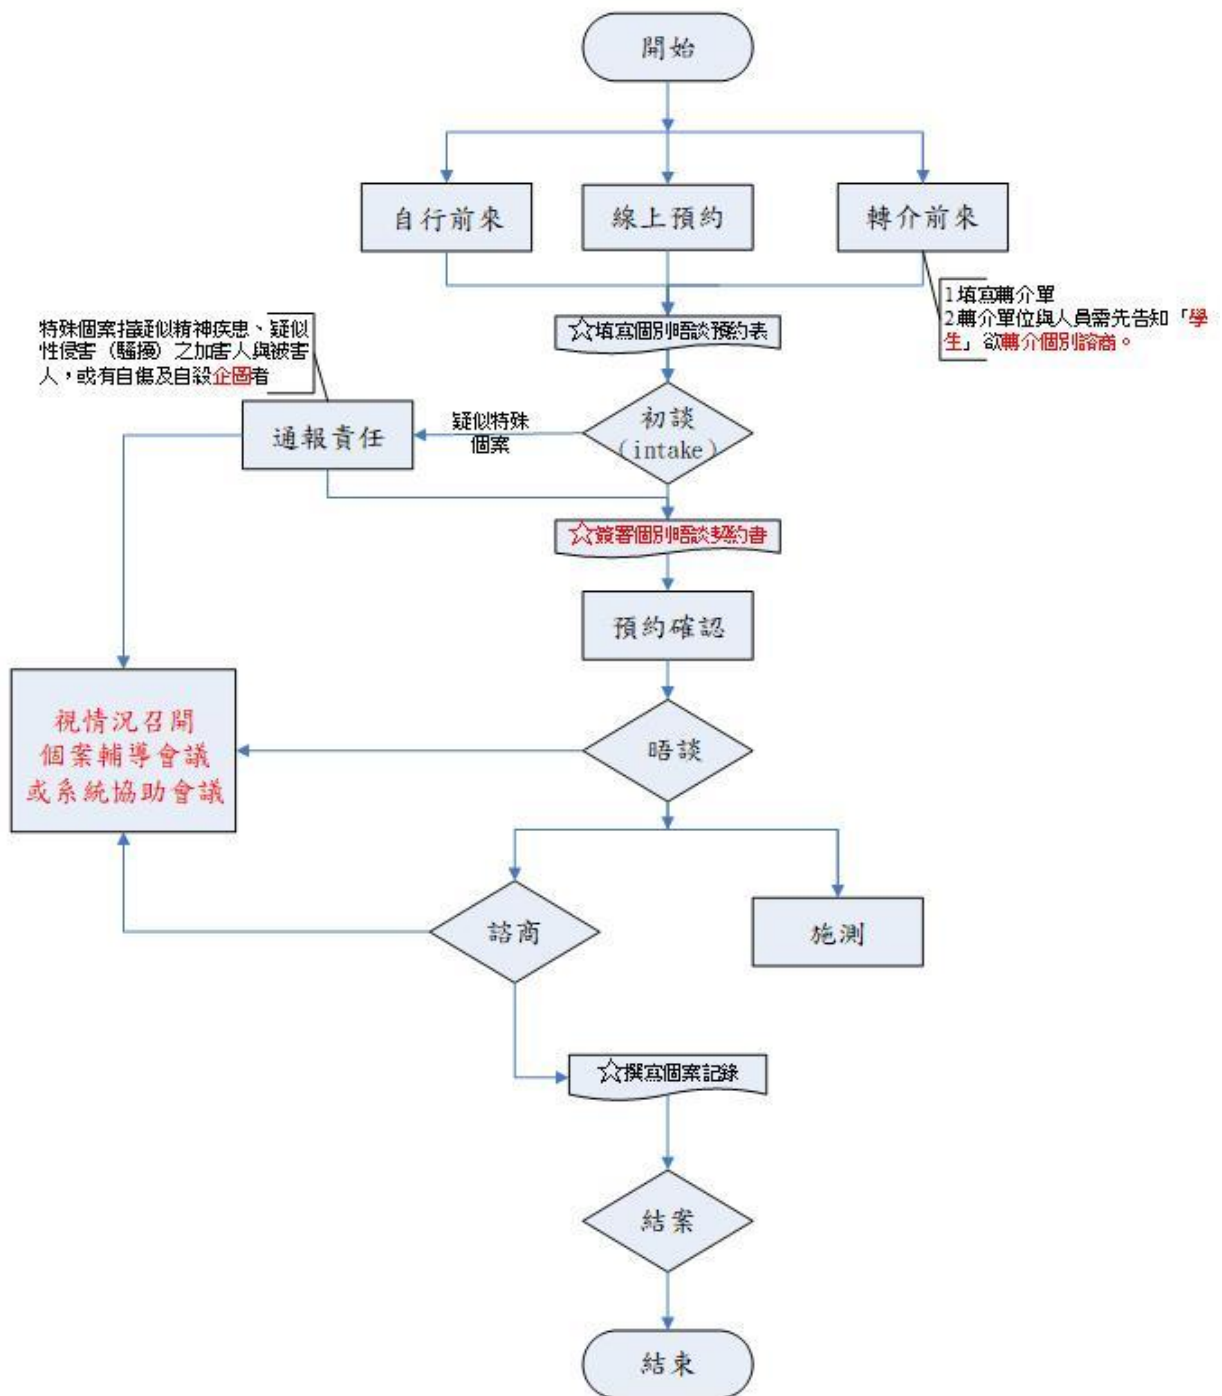 開始
自行前來
線上預約
轉介前來
1填寫轉介單
2轉介單位與人員需先告知「學
生」欲轉介個別諮商。
☆填寫個別晤談預約表
特殊個案指疑似精神疾患、疑似
性侵害（騷擾）之加害人與被害
人，或有自傷及自殺企圖者
初談
(intake)
疑似特殊
個案
通報責任
☆簽署個別晤談契約書
預約確認
視情況召開
個案輔導會議
或系統協助會議
晤談
諮商
施測
☆撰寫個案記錄
結案
結束